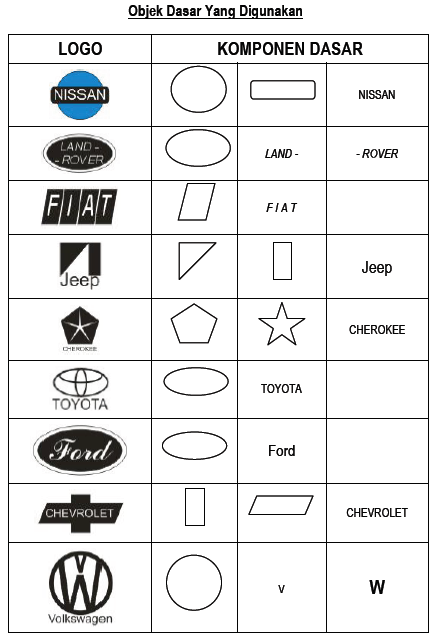 Objek Dasar Yang Digunakan
LOGO KOMPONEN DASAR
NISSAN NISSAN
LAND -
- ROVER LAND - - ROVER
FIAT F I A T
Jeep Jeep
CHEROKEE CHEROKEE
TOYOTA TOYOTA
Ford Ford
CHEVROLET CHEVROLET
VW V W
Volkswagen